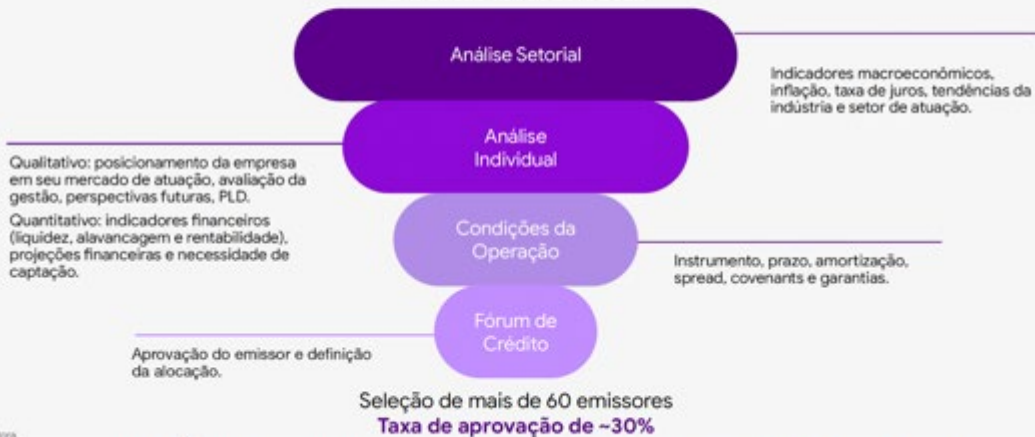 Análise Setorial
Indicadores macroeconômicos,
inflação, taxa de juros, tendências da
indústria e setor de atuação.
Análise
Individual
Qualitativo: posicionamento da empresa
em seu mercado de atuação, avaliação da
gestão, perspectivas futuras, PLD.
Quantitativo: indicadores financeiros
(liquidez, alavancagem e rentabilidade),
projeções financeiras e necessidade de
captação.
Condições da
Operação
Instrumento, prazo, amortização,
spread, covenants e garantias.
Fórum de
Crédito
Aprovação do emissor e definição
da alocação.
Seleção de mais de 60 emissores
Taxa de aprovação de ~30%